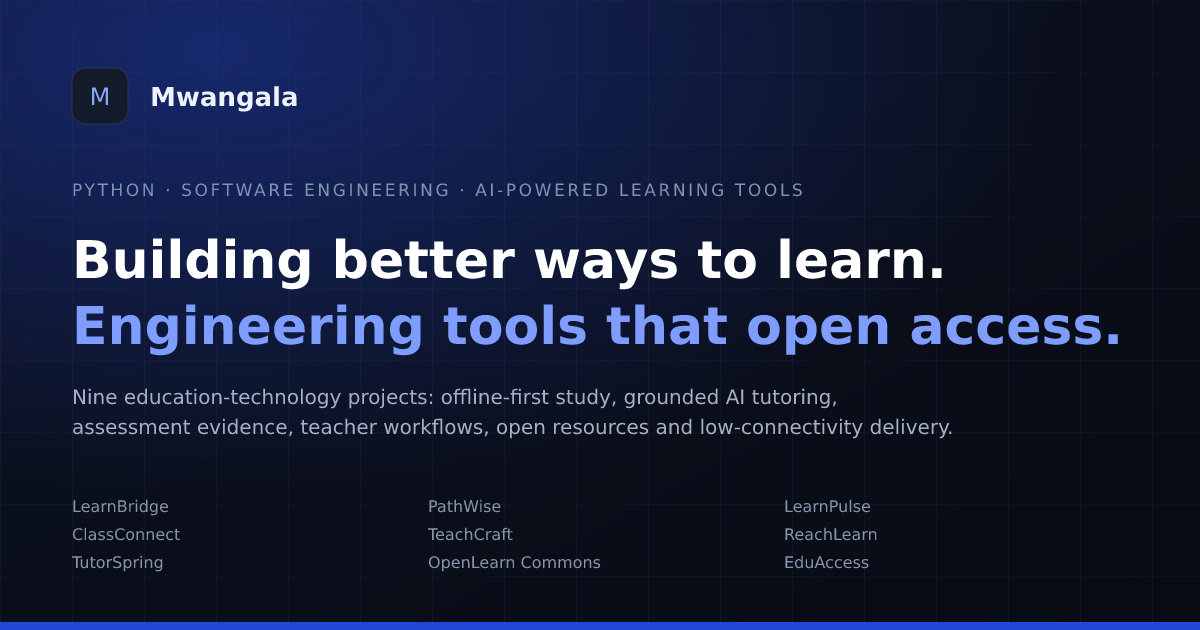 M
Mwangala
PYTHON · SOFTWARE ENGINEERING · AI-POWERED LEARNING TOOLS
Building better ways to learn.
Engineering tools that open access.
Nine education-technology projects: offline-first study, grounded AI tutoring,
assessment evidence, teacher workflows, open resources and low-connectivity delivery.
LearnBridge
PathWise
LearnPulse
ClassConnect
TeachCraft
ReachLearn
TutorSpring
OpenLearn Commons
EduAccess